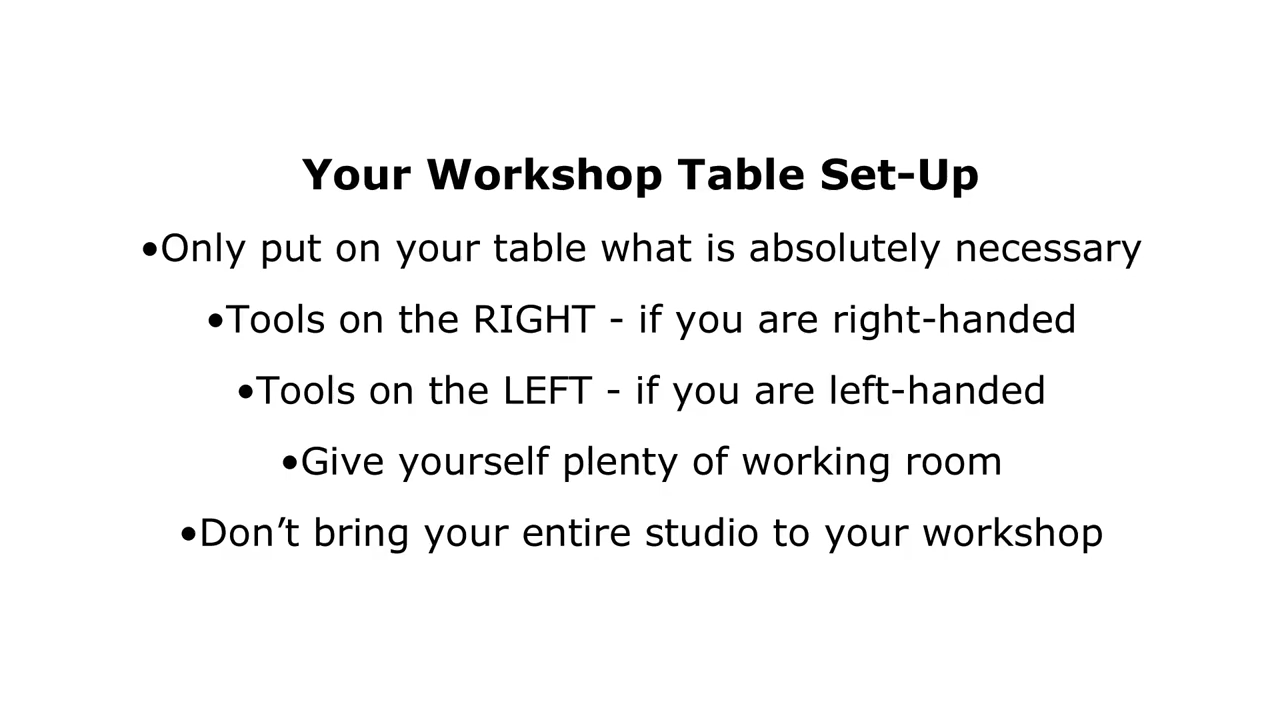 Your Workshop Table Set-Up
•Only put on your table what is absolutely necessary
•Tools on the RIGHT - if you are right-handed
•Tools on the LEFT - if you are left-handed
•Give yourself plenty of working room
•Don’t bring your entire studio to your workshop